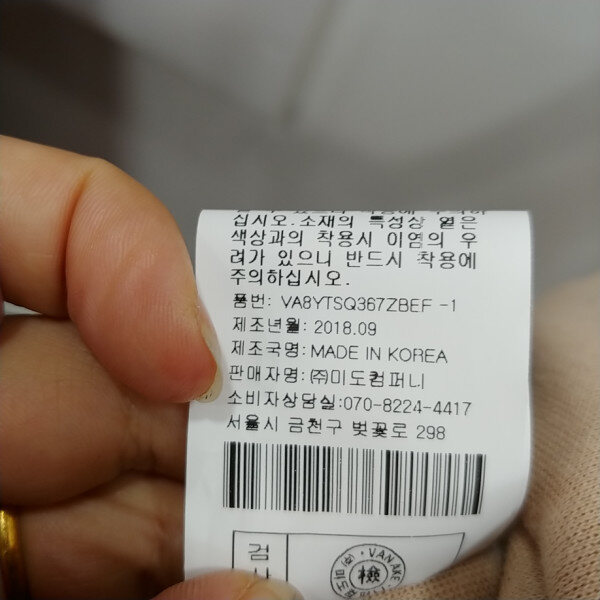 십시오.소재의 특성상 옅은
색상과의 착용시 이염의 우
려가 있으니 반드시 착용에
주의하십시오.
품번: VA8YTSQ367ZBEF -1
제조년월: 2018.09
제조국명: MADE IN KOREA
판매자명: ㈜미도컴퍼니
소비자상담실:070-8224-4417
서울시 금천구 벚꽃로 298
검
VAN
檢